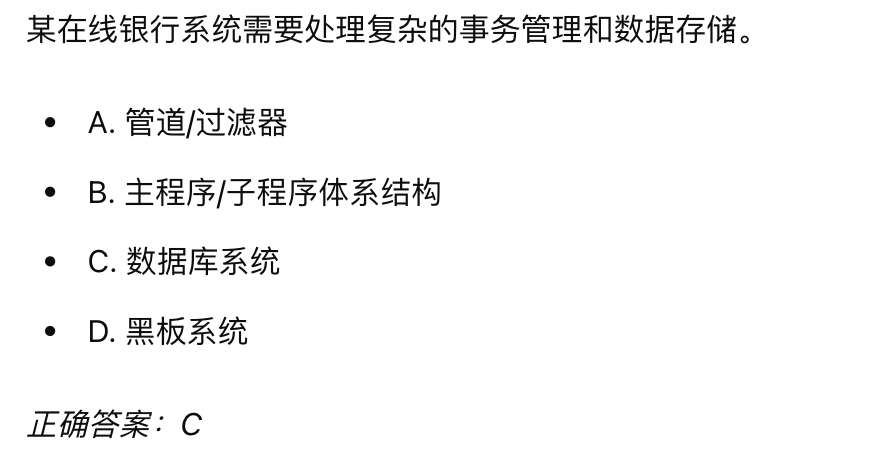 某在线银行系统需要处理复杂的事务管理和数据存储。
• A. 管道/过滤器
• B. 主程序/子程序体系结构
• C. 数据库系统
• D. 黑板系统
正确答案：C